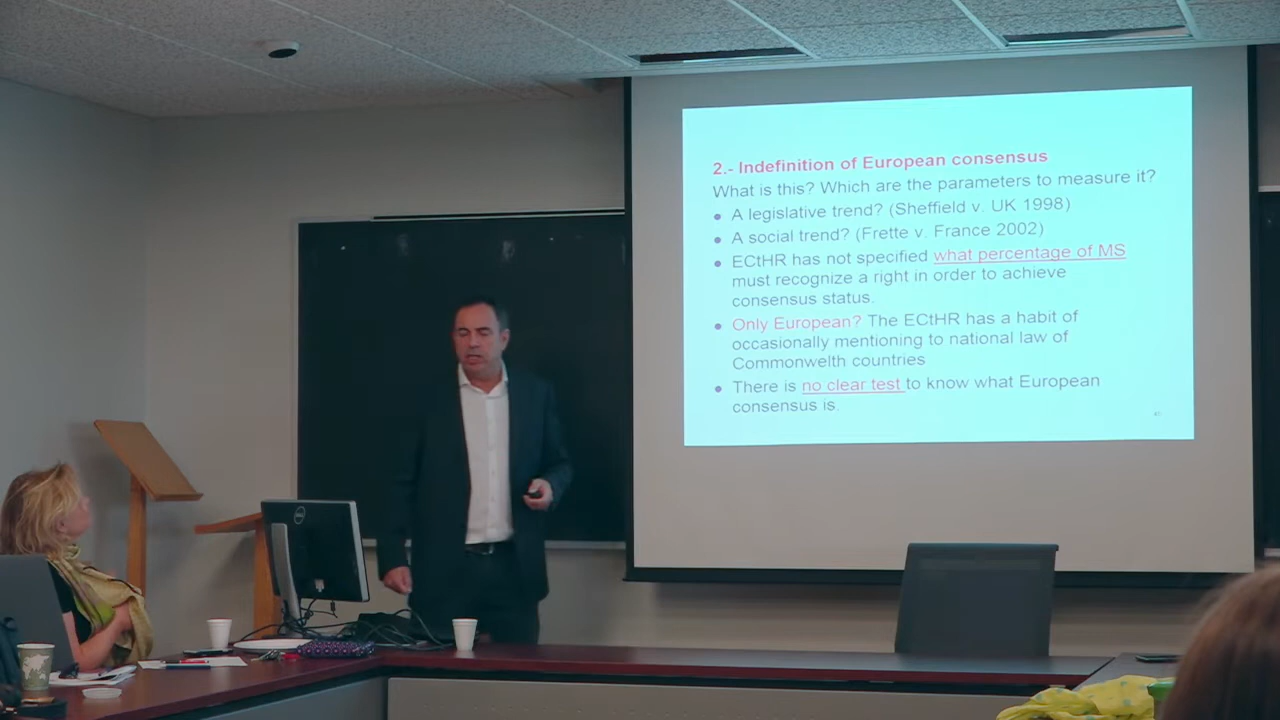 2.- Indefinition of European consensus
What is this? Which are the parameters to measure it?
• A legislative trend? (Sheffield v. UK 1998)
• A social trend? (Frette v. France 2002)
• ECtHR has not specified what percentage of MS
must recognize a right in order to achieve
consensus status.
• Only European? The ECtHR has a habit of
occasionally mentioning to national law of
Commonwelth countries
• There is no clear test to know what European
consensus is.
DELL